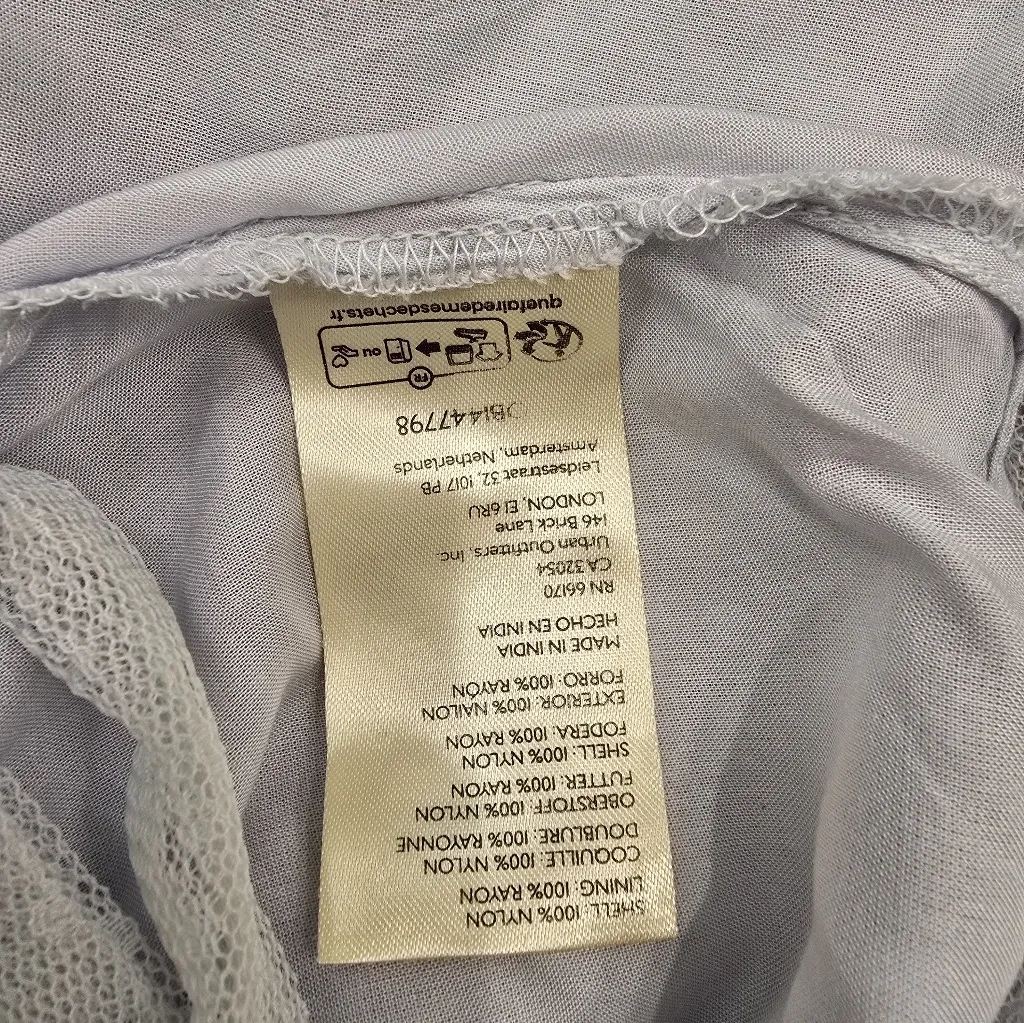 SHELL: 100% NYLON
LINING: 100% RAYON
COQUILLE: 100% NYLON
DOUBLURE: 100% RAYONNE
OBERSTOFF: 100% NYLON
FUTTER: 100% RAYON
SHELL: 100% NYLON
FODERA: 100% RAYON
EXTERIOR: 100% NAILON
FORRO: 100% RAYÓN
MADE IN INDIA
HECHO EN INDIA
RN 66170
CA 32054
Urban Outfitters, Inc.
146 Brick Lane
LONDON, E1 6RU
Leidsestraat 32, 1017 PB
Amsterdam, Netherlands
OB1447798
FR
ou
quefairedemesdechets.fr